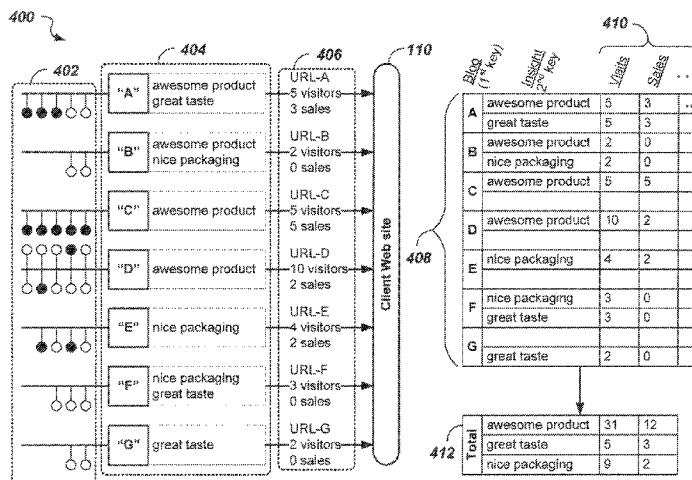 400
402
404
406
110
410
"A"
awesome product
great taste
URL-A
5 visitors
3 sales
"B"
awesome product
nice packaging
URL-B
2 visitors
0 sales
"C"
awesome product
URL-C
5 visitors
5 sales
"D"
awesome product
URL-D
10 visitors
2 sales
"E"
nice packaging
URL-E
4 visitors
2 sales
"F"
nice packaging
great taste
URL-F
3 visitors
0 sales
"G"
great taste
URL-G
2 visitors
0 sales
Client Web site
Blog
(1st key)
Insight
2nd key
Visits
Sales
408
A
awesome product 5 3
great taste 5 3
B
awesome product 2 0
nice packaging 2 0
C
awesome product 5 5
D
awesome product 10 2
E
nice packaging 4 2
F
nice packaging 3 0
great taste 3 0
G
great taste 2 0
412
Total
awesome product 31 12
great taste 5 3
nice packaging 9 2